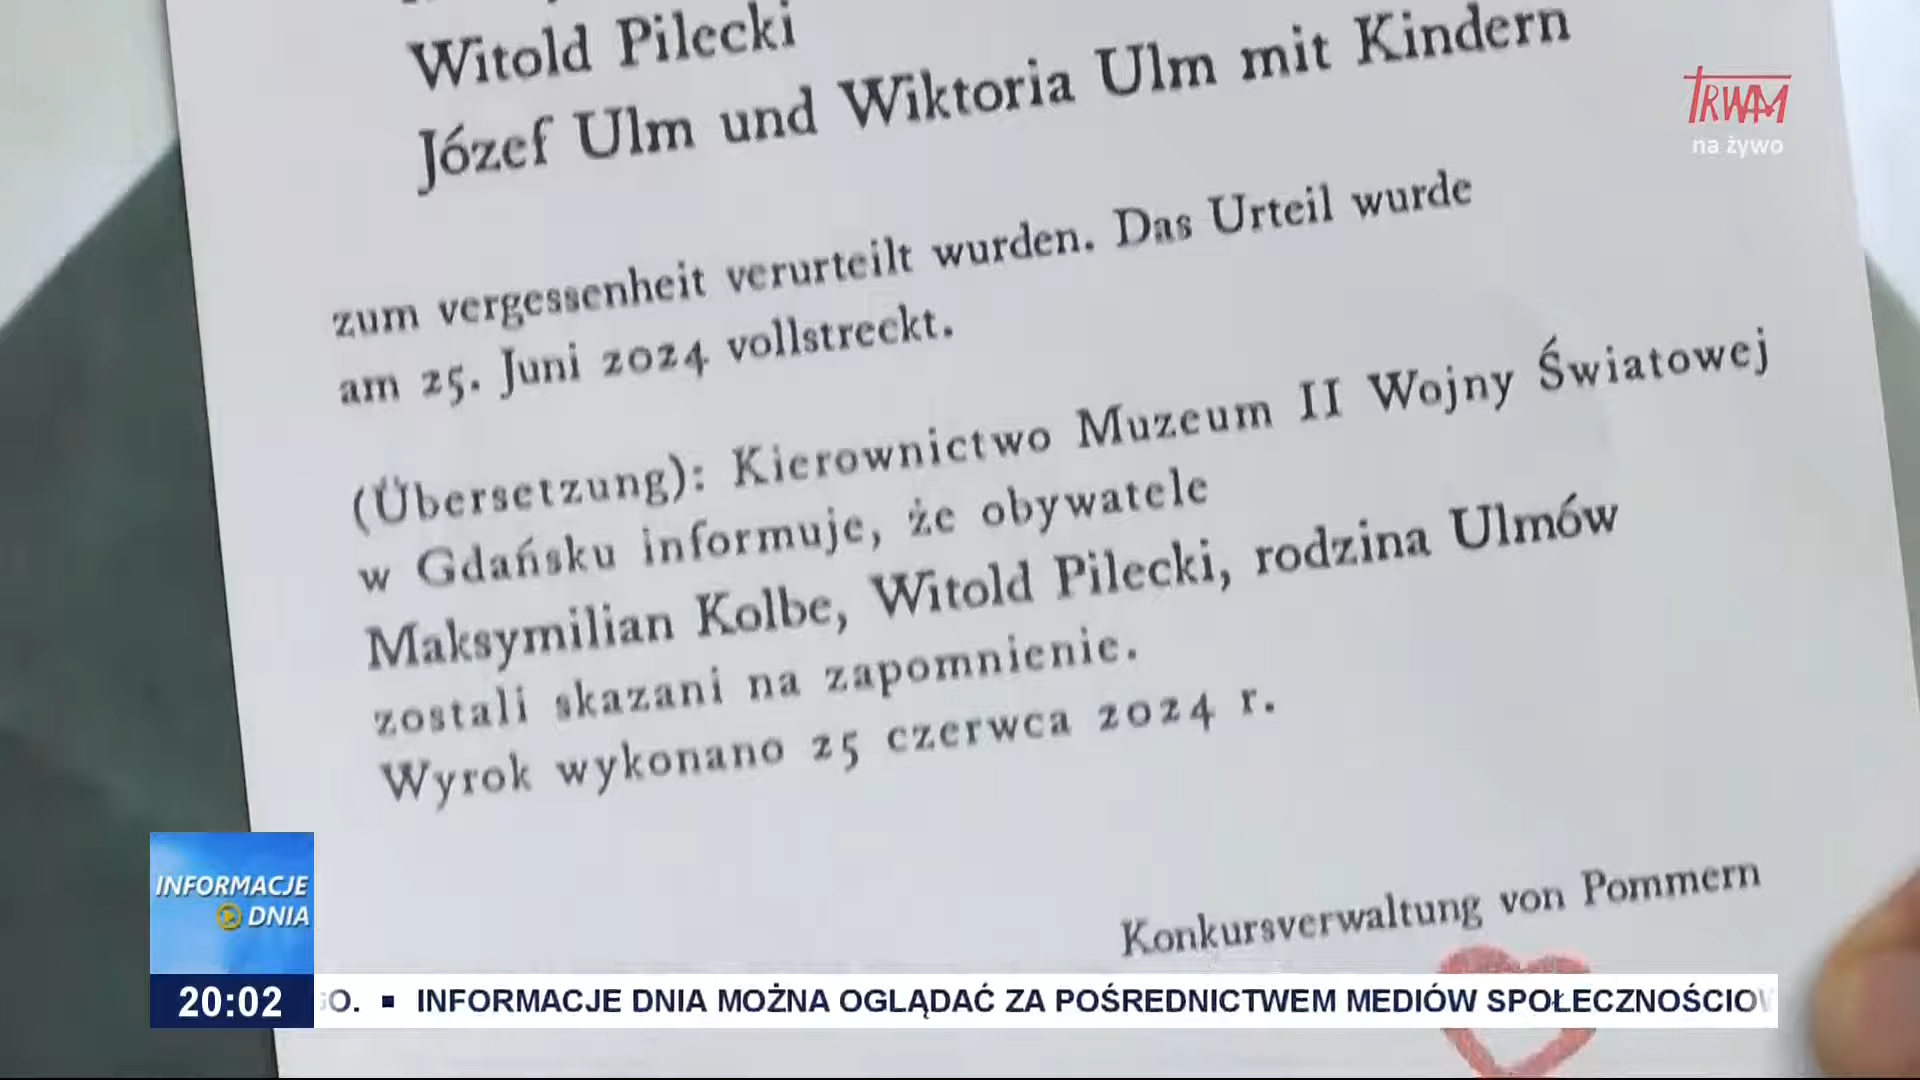 Witold Pilecki
Józef Ulm und Wiktoria Ulm mit Kindern
TRWAM
na żywo
zum vergessenheit verurteilt wurden. Das Urteil wurde
am 25. Juni 2024 vollstreckt.
(Übersetzung): Kierownictwo Muzeum II Wojny Światowej
w Gdańsku informuje, że obywatele
Maksymilian Kolbe, Witold Pilecki, rodzina Ulmów
zostali skazani na zapomnienie.
Wyrok wykonano 25 czerwca 2024 r.
Konkursverwaltung von Pommern
INFORMACJE
DNIA
20:02 O. ▪ INFORMACJE DNIA MOŻNA OGLĄDAĆ ZA POŚREDNICTWEM MEDIÓW